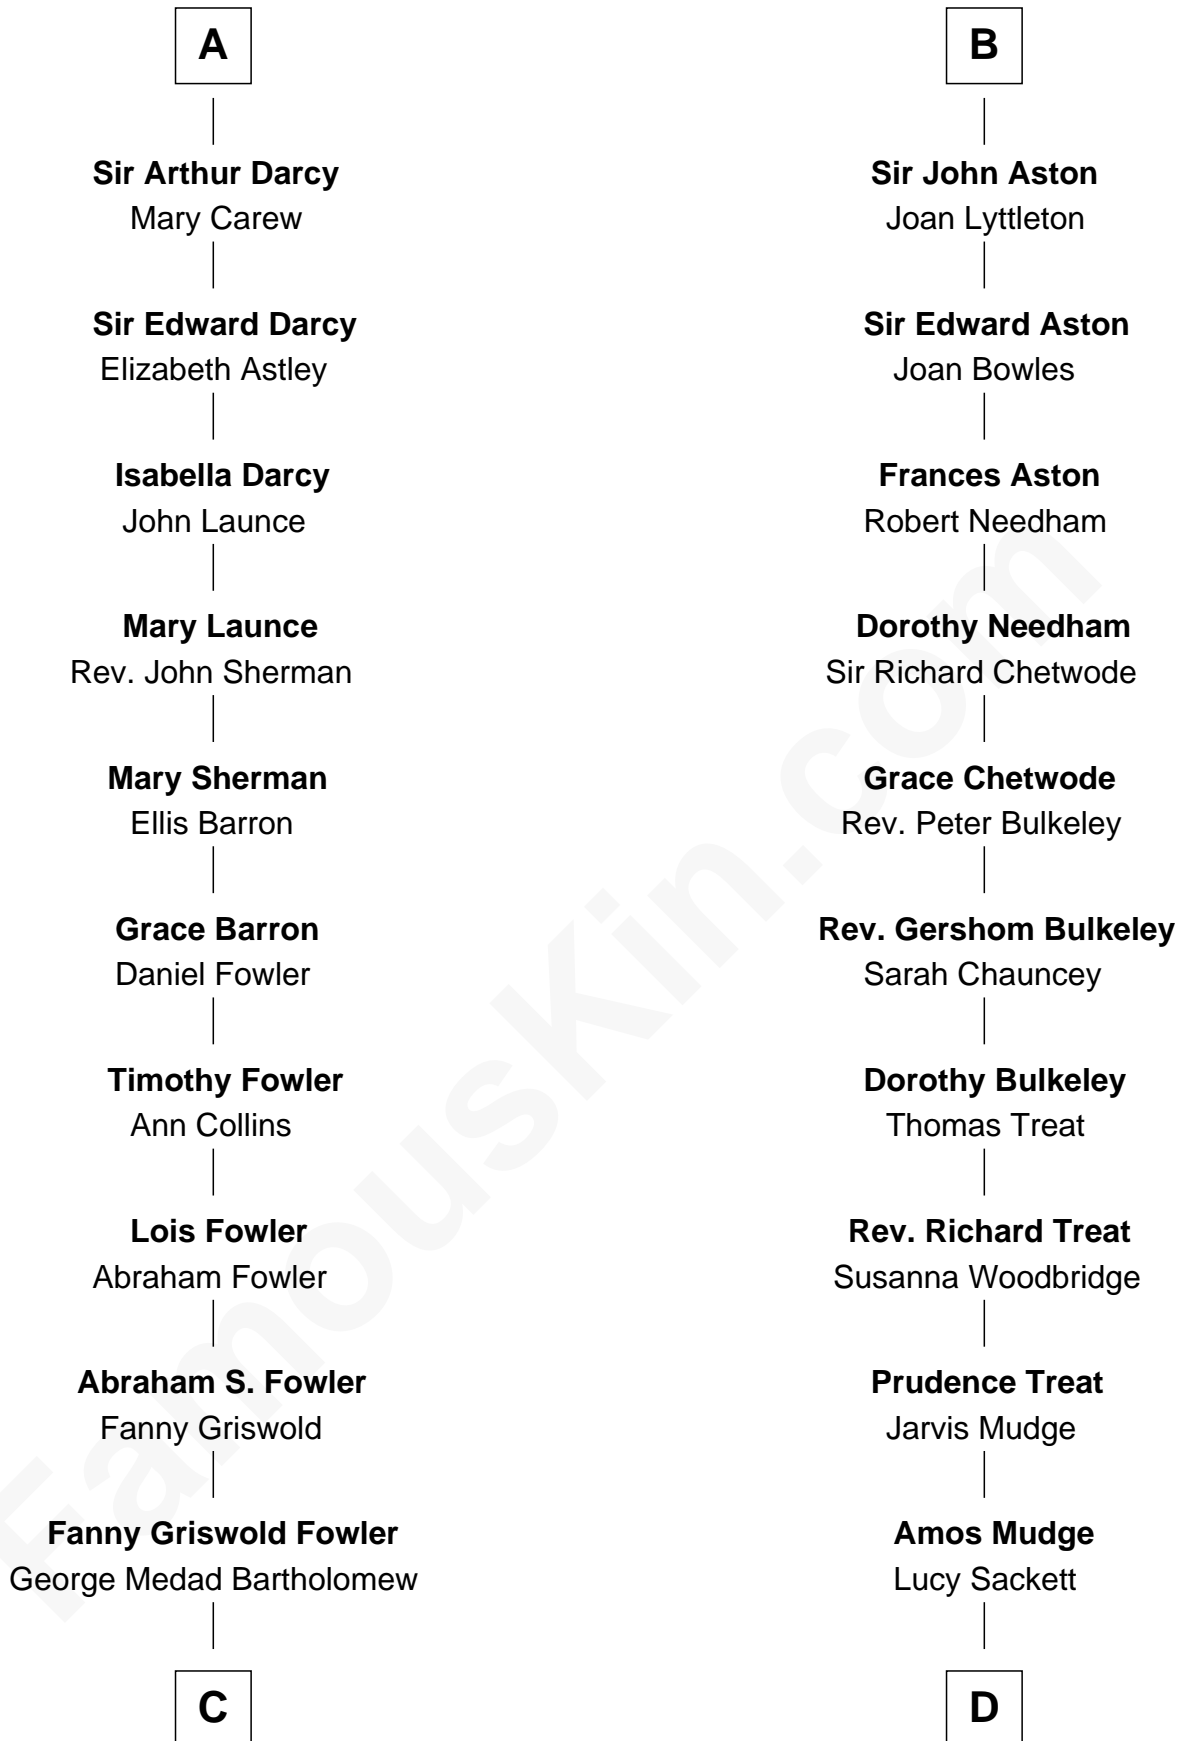 A
Sir Arthur Darcy
Mary Carew
Sir Edward Darcy
Elizabeth Astley
Isabella Darcy
John Launce
Mary Launce
Rev. John Sherman
Mary Sherman
Ellis Barron
Grace Barron
Daniel Fowler
Timothy Fowler
Ann Collins
Lois Fowler
Abraham Fowler
Abraham S. Fowler
Fanny Griswold
Fanny Griswold Fowler
George Medad Bartholomew
C
B
Sir John Aston
Joan Lyttleton
Sir Edward Aston
Joan Bowles
Frances Aston
Robert Needham
Dorothy Needham
Sir Richard Chetwode
Grace Chetwode
Rev. Peter Bulkeley
Rev. Gershom Bulkeley
Sarah Chauncey
Dorothy Bulkeley
Thomas Treat
Rev. Richard Treat
Susanna Woodbridge
Prudence Treat
Jarvis Mudge
Amos Mudge
Lucy Sackett
D
FamousKin.com